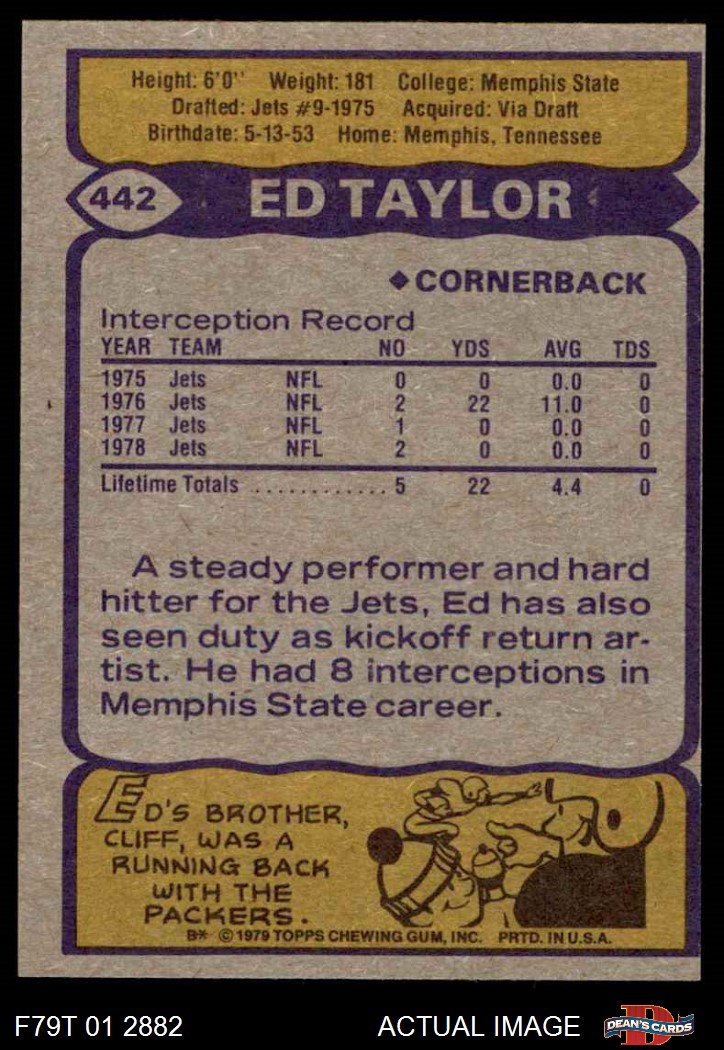 Height: 6'0" Weight: 181 College: Memphis State
Drafted: Jets #9-1975 Acquired: Via Draft
Birthdate: 5-13-53 Home: Memphis, Tennessee
442 ED TAYLOR
◆CORNERBACK
Interception Record
YEAR TEAM NO YDS AVG TDS
1975 Jets NFL 0 0 0.0 0
1976 Jets NFL 2 22 11.0 0
1977 Jets NFL 1 0 0.0 0
1978 Jets NFL 2 0 0.0 0
Lifetime Totals ............ 5 22 4.4 0
A steady performer and hard
hitter for the Jets, Ed has also
seen duty as kickoff return ar-
tist. He had 8 interceptions in
Memphis State career.
ED'S BROTHER,
CLIFF, WAS A
RUNNING BACK
WITH THE
PACKERS.
B* © 1979 TOPPS CHEWING GUM, INC. PRTD. IN U.S.A.
F79T 01 2882 ACTUAL IMAGE D DEAN'S CARDS